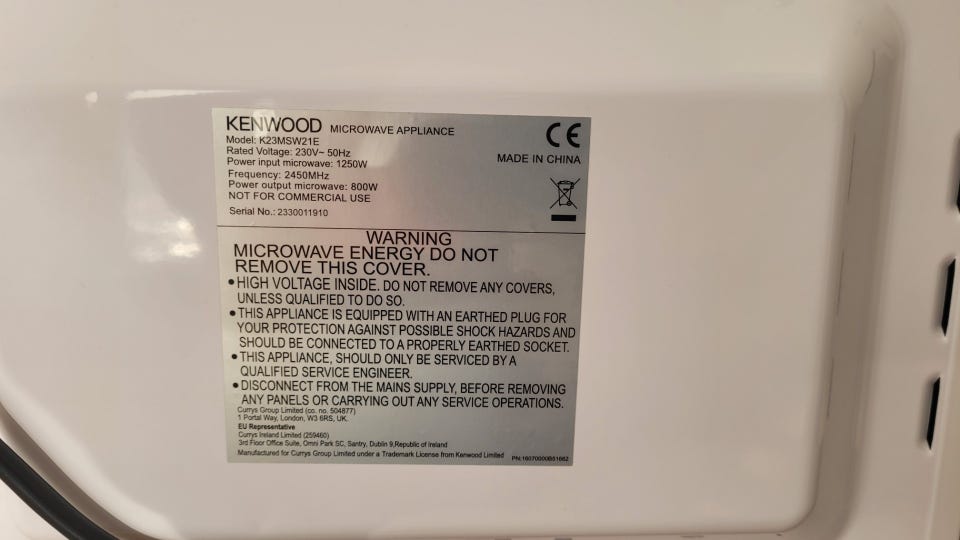 KENWOOD MICROWAVE APPLIANCE
Model: K23MSW21E
Rated Voltage: 230V~ 50Hz
Power input microwave: 1250W
Frequency: 2450MHz
Power output microwave: 800W
NOT FOR COMMERCIAL USE
Serial No.: 2330011910
CE
MADE IN CHINA
WARNING
MICROWAVE ENERGY DO NOT
REMOVE THIS COVER.
•HIGH VOLTAGE INSIDE. DO NOT REMOVE ANY COVERS,
UNLESS QUALIFIED TO DO SO.
•THIS APPLIANCE IS EQUIPPED WITH AN EARTHED PLUG FOR
YOUR PROTECTION AGAINST POSSIBLE SHOCK HAZARDS AND
SHOULD BE CONNECTED TO A PROPERLY EARTHED SOCKET.
•THIS APPLIANCE, SHOULD ONLY BE SERVICED BY A
QUALIFIED SERVICE ENGINEER.
•DISCONNECT FROM THE MAINS SUPPLY, BEFORE REMOVING
ANY PANELS OR CARRYING OUT ANY SERVICE OPERATIONS.
Currys Group Limited (co. no. 504877)
1 Portal Way, London, W3 6RS, UK.
EU Representative
Currys Ireland Limited (259460)
3rd Floor Office Suite, Omni Park SC, Santry, Dublin 9,Republic of Ireland
Manufactured for Currys Group Limited under a Trademark License from Kenwood Limited PN:16070000B51662